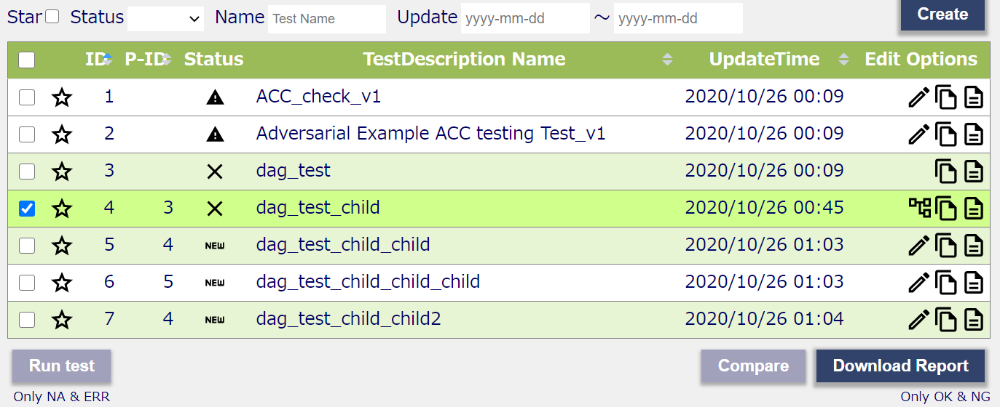 Star Status Name Test Name Update yyyy-mm-dd ～ yyyy-mm-dd Create
ID P-ID Status TestDescription Name UpdateTime Edit Options
1 ACC_check_v1 2020/10/26 00:09
2 Adversarial Example ACC testing Test_v1 2020/10/26 00:09
3 dag_test 2020/10/26 00:09
4 3 dag_test_child 2020/10/26 00:45
5 4 NEW dag_test_child_child 2020/10/26 01:03
6 5 NEW dag_test_child_child_child 2020/10/26 01:03
7 4 NEW dag_test_child_child2 2020/10/26 01:04
Run test Compare Download Report
Only NA & ERR Only OK & NG